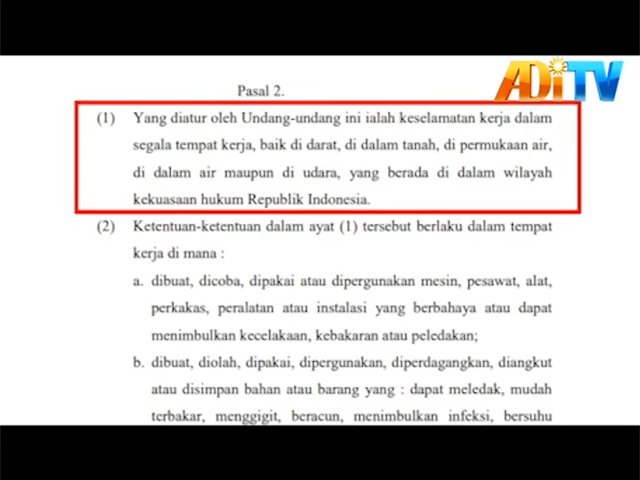 ADiTV
Pasal 2.
(1) Yang diatur oleh Undang-undang ini ialah keselamatan kerja dalam
segala tempat kerja, baik di darat, di dalam tanah, di permukaan air,
di dalam air maupun di udara, yang berada di dalam wilayah
kekuasaan hukum Republik Indonesia.
(2) Ketentuan-ketentuan dalam ayat (1) tersebut berlaku dalam tempat
kerja di mana :
a. dibuat, dicoba, dipakai atau dipergunakan mesin, pesawat, alat,
perkakas, peralatan atau instalasi yang berbahaya atau dapat
menimbulkan kecelakaan, kebakaran atau peledakan;
b. dibuat, diolah, dipakai, dipergunakan, diperdagangkan, diangkut
atau disimpan bahan atau barang yang : dapat meledak, mudah
terbakar, menggigit, beracun, menimbulkan infeksi, bersuhu